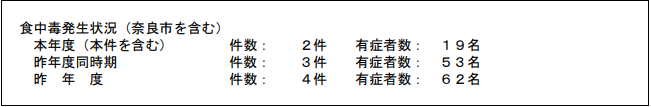 食中毒発生状況（奈良市を含む）
本年度（本件を含む）　件数：　２件　有症者数：　１９名
昨年度同時期　件数：　３件　有症者数：　５３名
昨　年　度　件数：　４件　有症者数：　６２名